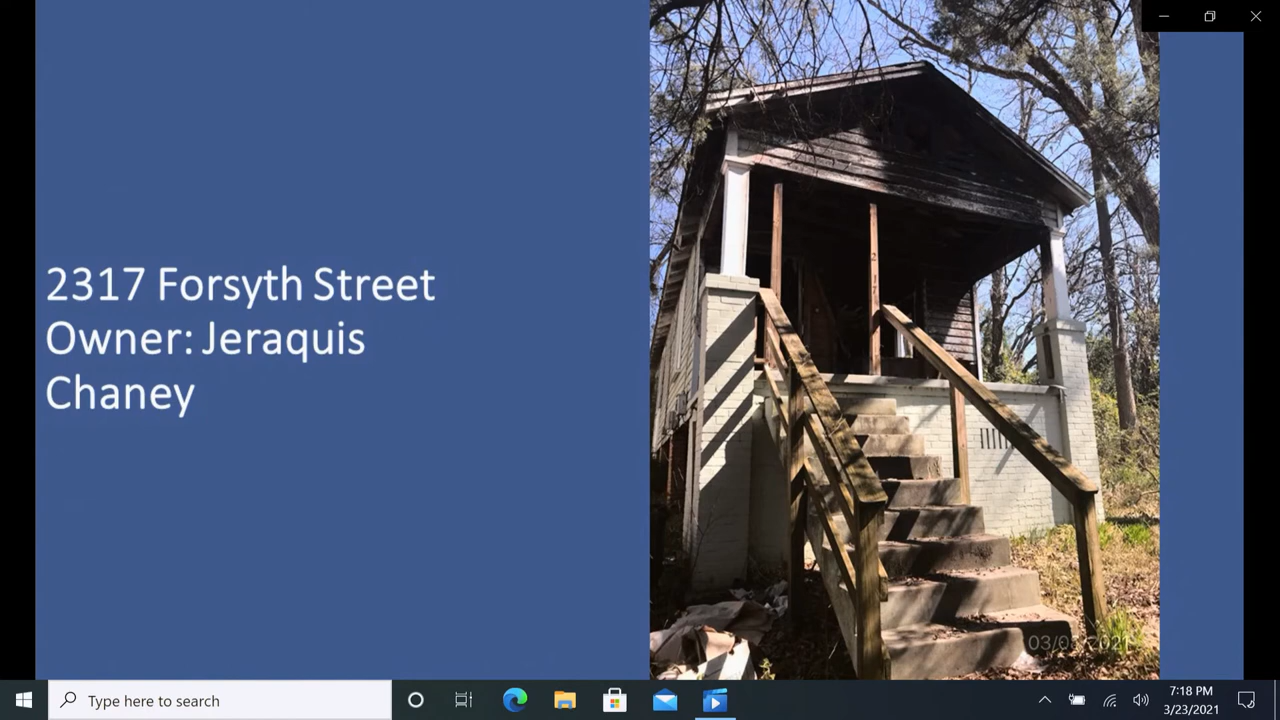 2317 Forsyth Street
Owner: Jeraquis
Chaney
Type here to search
7:18 PM
3/23/2021